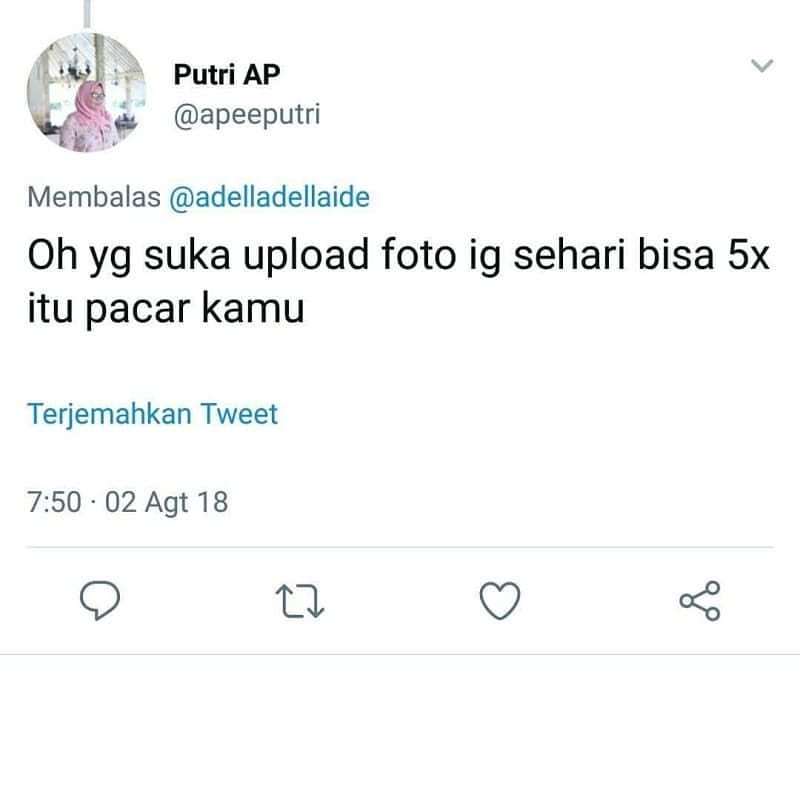 Putri AP
@apeeputri
Membalas @adelladellaide
Oh yg suka upload foto ig sehari bisa 5x
itu pacar kamu
Terjemahkan Tweet
7:50 · 02 Agt 18